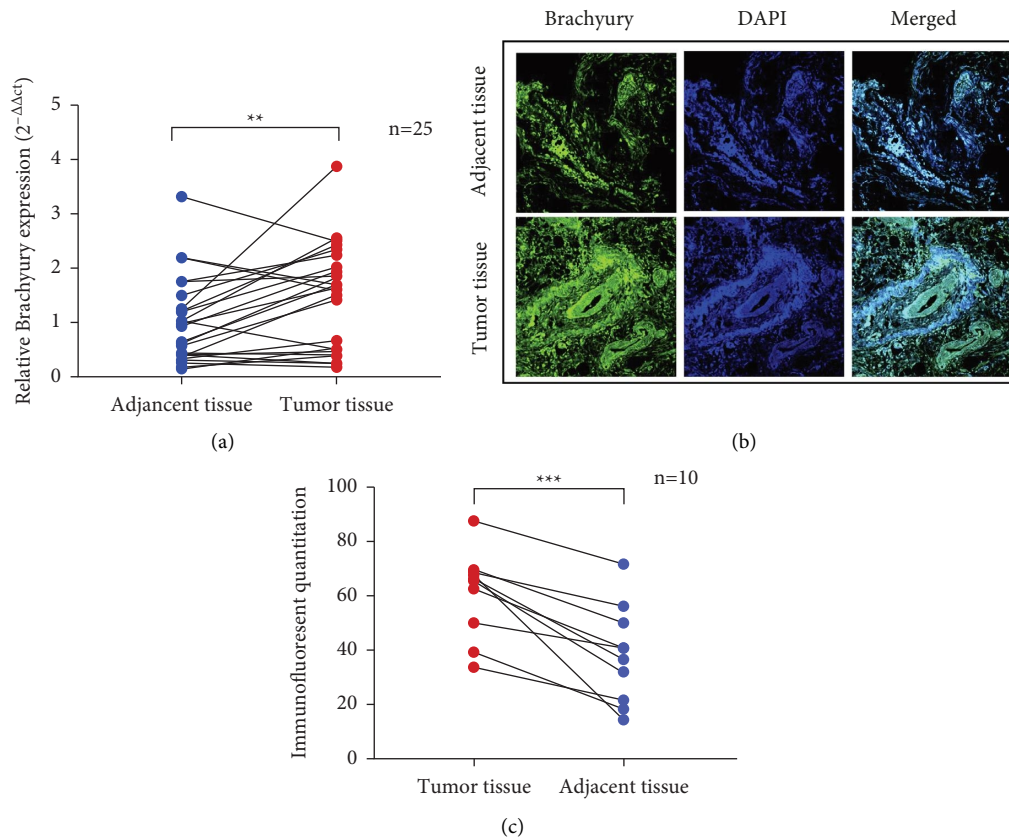 Relative Brachyury expression (2⁻ΔΔct)
5
4
3
2
1
0
**
n=25
Adjancent tissue
Tumor tissue
(a)
Brachyury
DAPI
Merged
Adjacent tissue
Tumor tissue
(b)
Immunofluoresent quantitation
100
80
60
40
20
0
***
n=10
Tumor tissue
Adjacent tissue
(c)